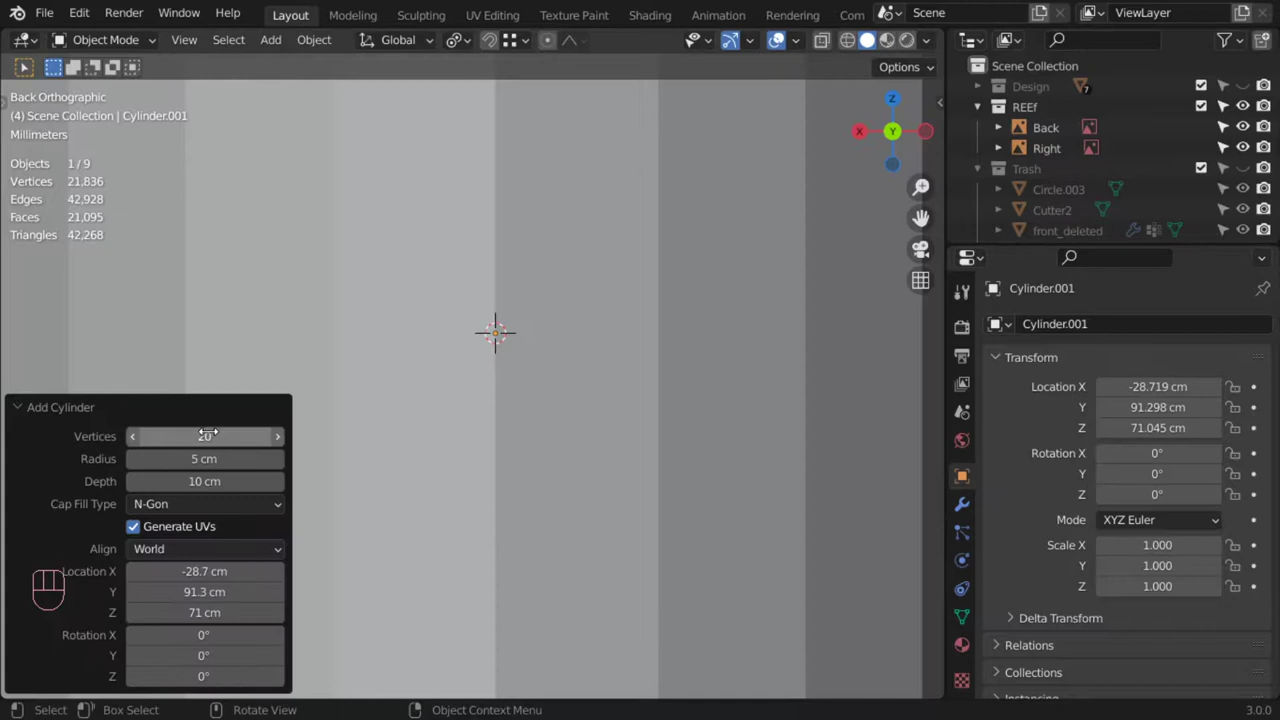 File Edit Render Window Help Layout Modeling Sculpting UV Editing Texture Paint Shading Animation Rendering Com Scene ViewLayer
Object Mode View Select Add Object Global
Options
Back Orthographic
(4) Scene Collection | Cylinder.001
Millimeters
Objects 1 / 9
Vertices 21,836
Edges 42,928
Faces 21,095
Triangles 42,268
Z
X
Y
Add Cylinder
Vertices 20
Radius 5 cm
Depth 10 cm
Cap Fill Type N-Gon
Generate UVs
Align World
Location X -28.7 cm
Y 91.3 cm
Z 71 cm
Rotation X 0°
Y 0°
Z 0°
Scene Collection
Design 7
REEf
Back
Right
Trash
Circle.003
Cutter2
front_deleted
Cylinder.001
Cylinder.001
Transform
Location X -28.719 cm
Y 91.298 cm
Z 71.045 cm
Rotation X 0°
Y 0°
Z 0°
Mode XYZ Euler
Scale X 1.000
Y 1.000
Z 1.000
Delta Transform
Relations
Collections
Instancing
Select Box Select Rotate View Object Context Menu 3.0.0